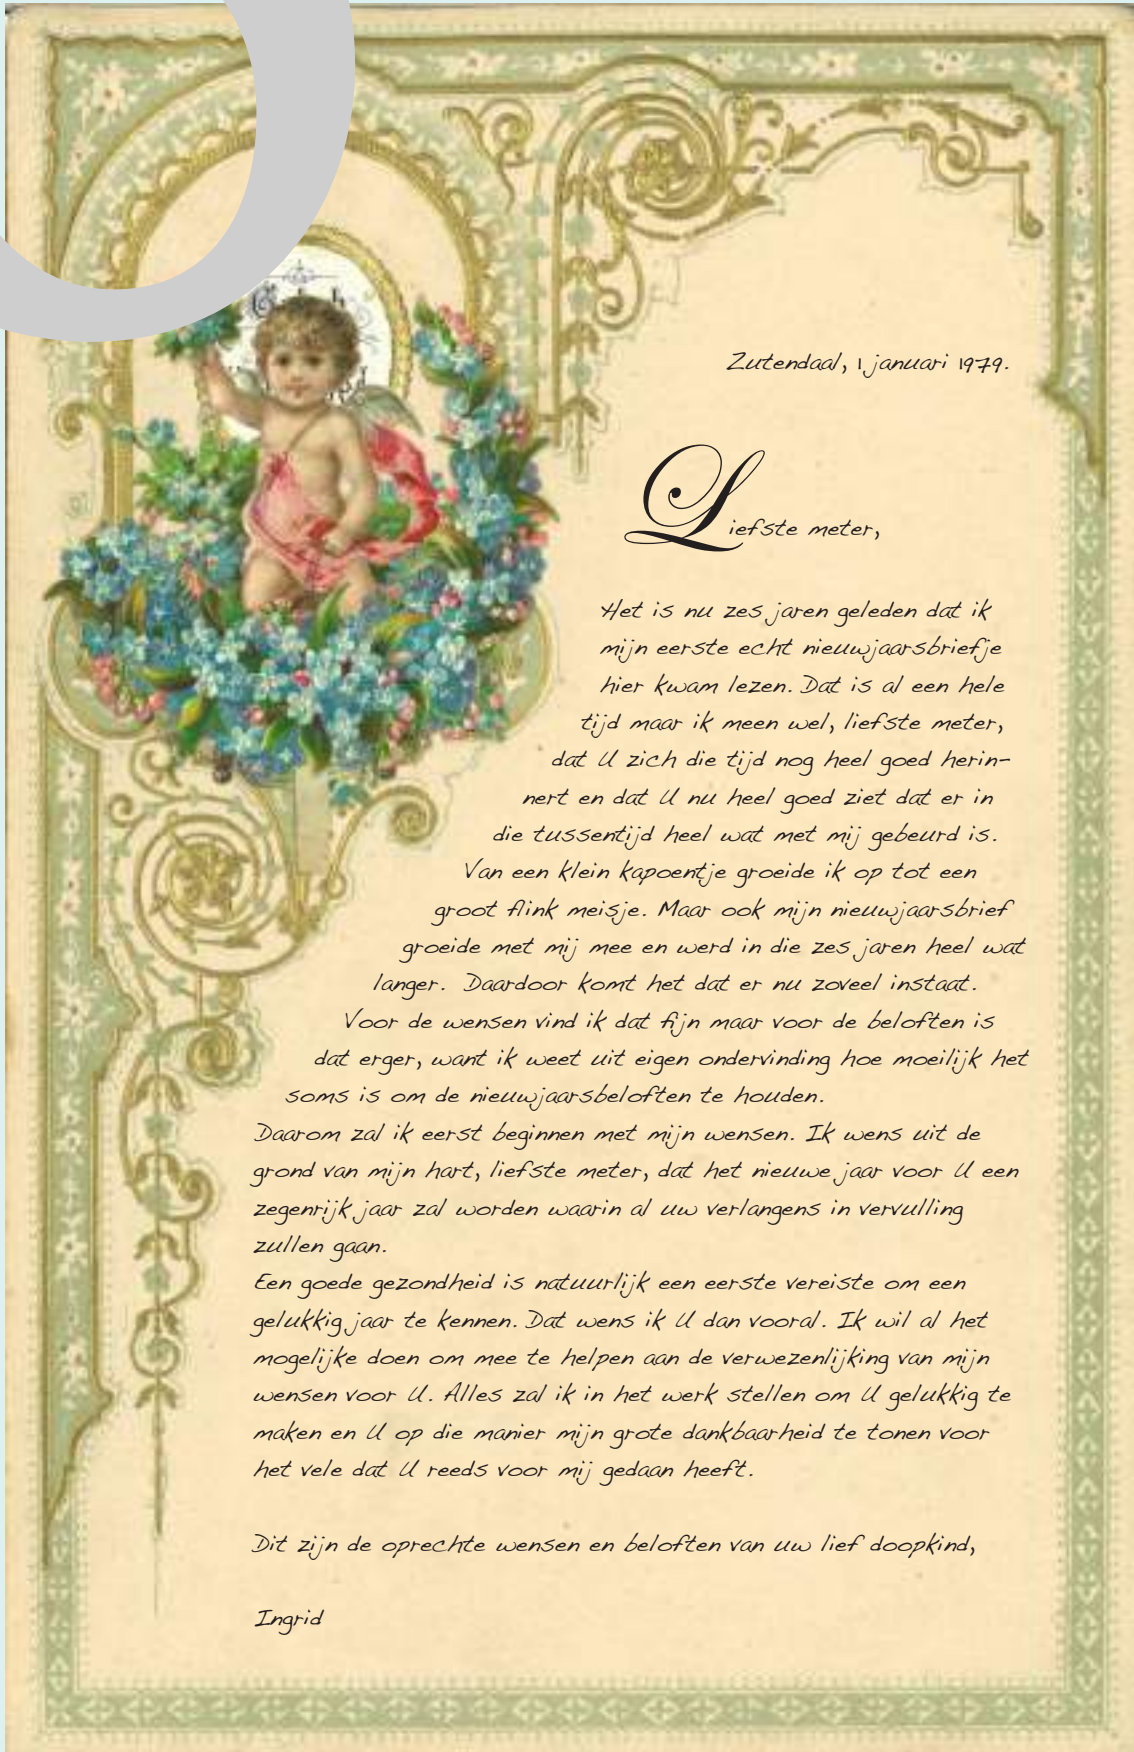 Zutendaal, 1 januari 1979.
Liefste meter,
Het is nu zes jaren geleden dat ik
mijn eerste echt nieuwjaarsbriefje
hier kwam lezen. Dat is al een hele
tijd maar ik meen wel, liefste meter,
dat U zich die tijd nog heel goed herin-
nert en dat U nu heel goed ziet dat er in
die tussentijd heel wat met mij gebeurd is.
Van een klein kapoentje groeide ik op tot een
groot flink meisje. Maar ook mijn nieuwjaarsbrief
groeide met mij mee en werd in die zes jaren heel wat
langer. Daardoor komt het dat er nu zoveel instaat.
Voor de wensen vind ik dat fijn maar voor de beloften is
dat erger, want ik weet uit eigen ondervinding hoe moeilijk het
soms is om de nieuwjaarsbeloften te houden.
Daarom zal ik eerst beginnen met mijn wensen. Ik wens uit de
grond van mijn hart, liefste meter, dat het nieuwe jaar voor U een
zegenrijk jaar zal worden waarin al uw verlangens in vervulling
zullen gaan.
Een goede gezondheid is natuurlijk een eerste vereiste om een
gelukkig jaar te kennen. Dat wens ik U dan vooral. Ik wil al het
mogelijke doen om mee te helpen aan de verwezenlijking van mijn
wensen voor U. Alles zal ik in het werk stellen om U gelukkig te
maken en U op die manier mijn grote dankbaarheid te tonen voor
het vele dat U reeds voor mij gedaan heeft.
Dit zijn de oprechte wensen en beloften van uw lief doopkind,
Ingrid